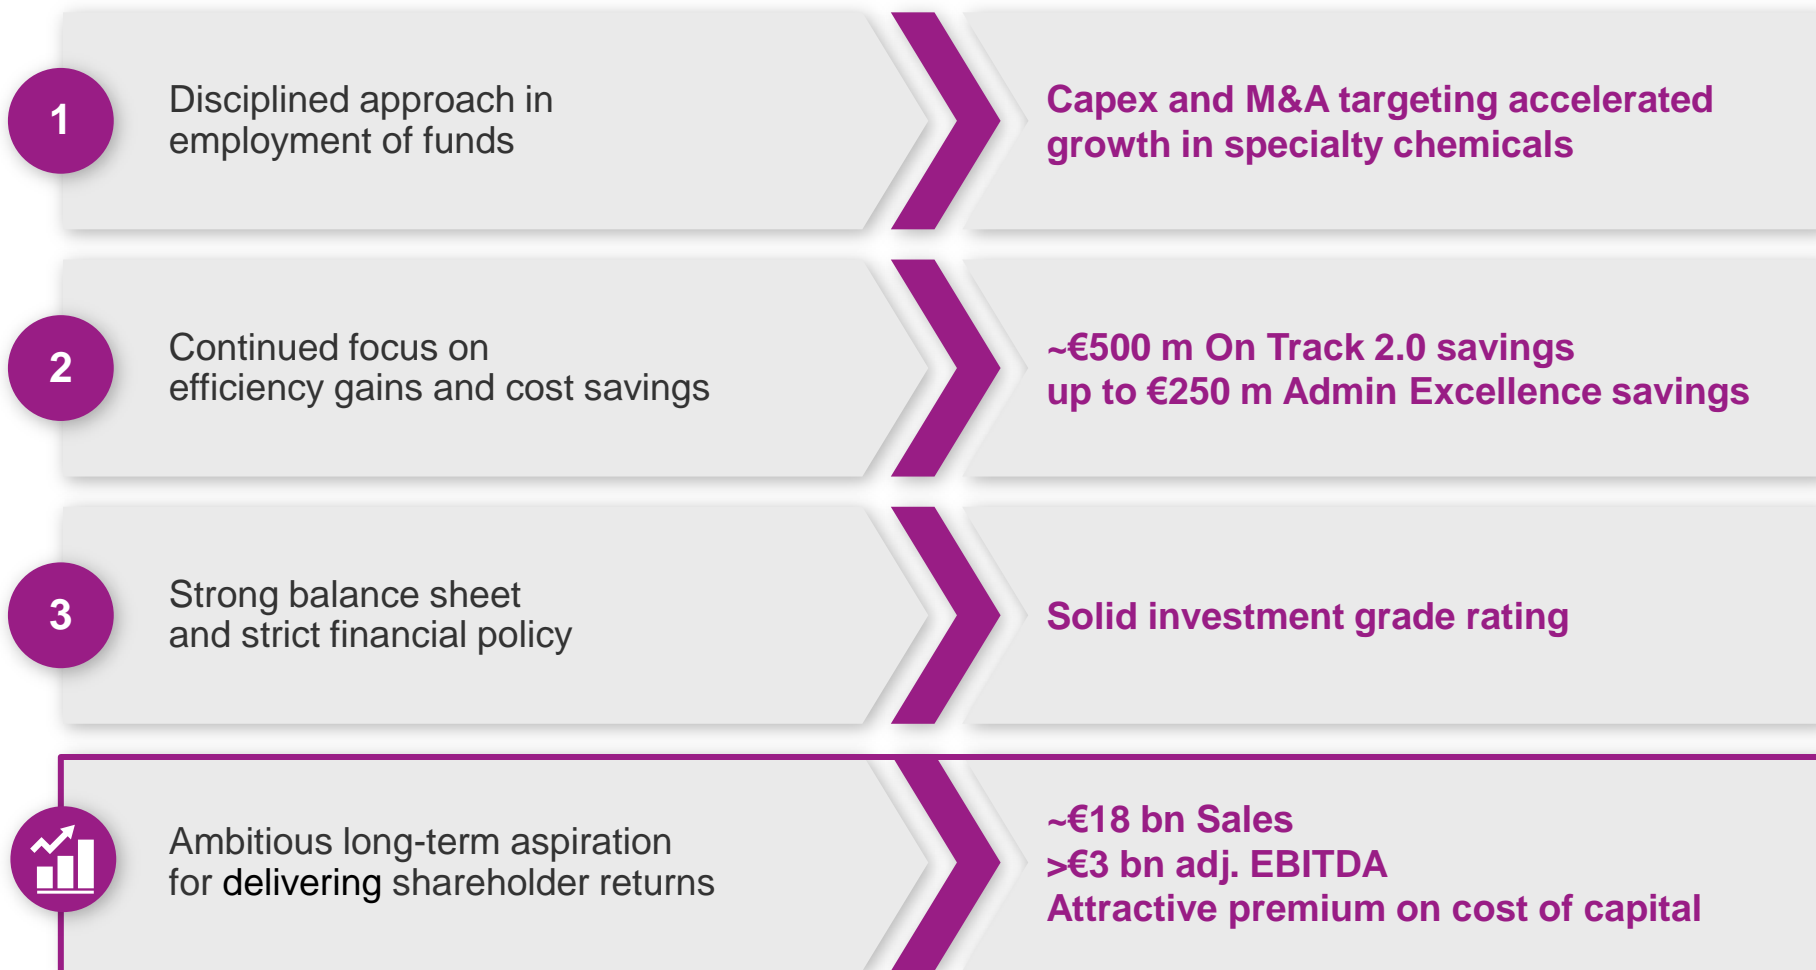 1
Disciplined approach in
employment of funds
Capex and M&A targeting accelerated
growth in specialty chemicals
2
Continued focus on
efficiency gains and cost savings
~€500 m On Track 2.0 savings
up to €250 m Admin Excellence savings
3
Strong balance sheet
and strict financial policy
Solid investment grade rating
Ambitious long-term aspiration
for delivering shareholder returns
~€18 bn Sales
>€3 bn adj. EBITDA
Attractive premium on cost of capital